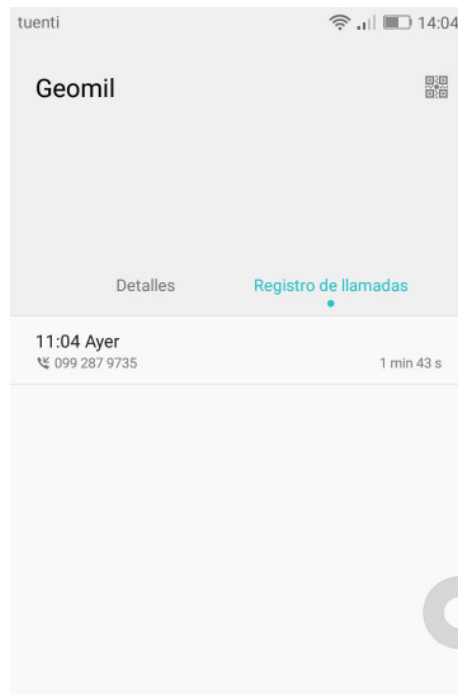 tuenti 14:04
Geomil
Detalles Registro de llamadas
11:04 Ayer
099 287 9735 1 min 43 s